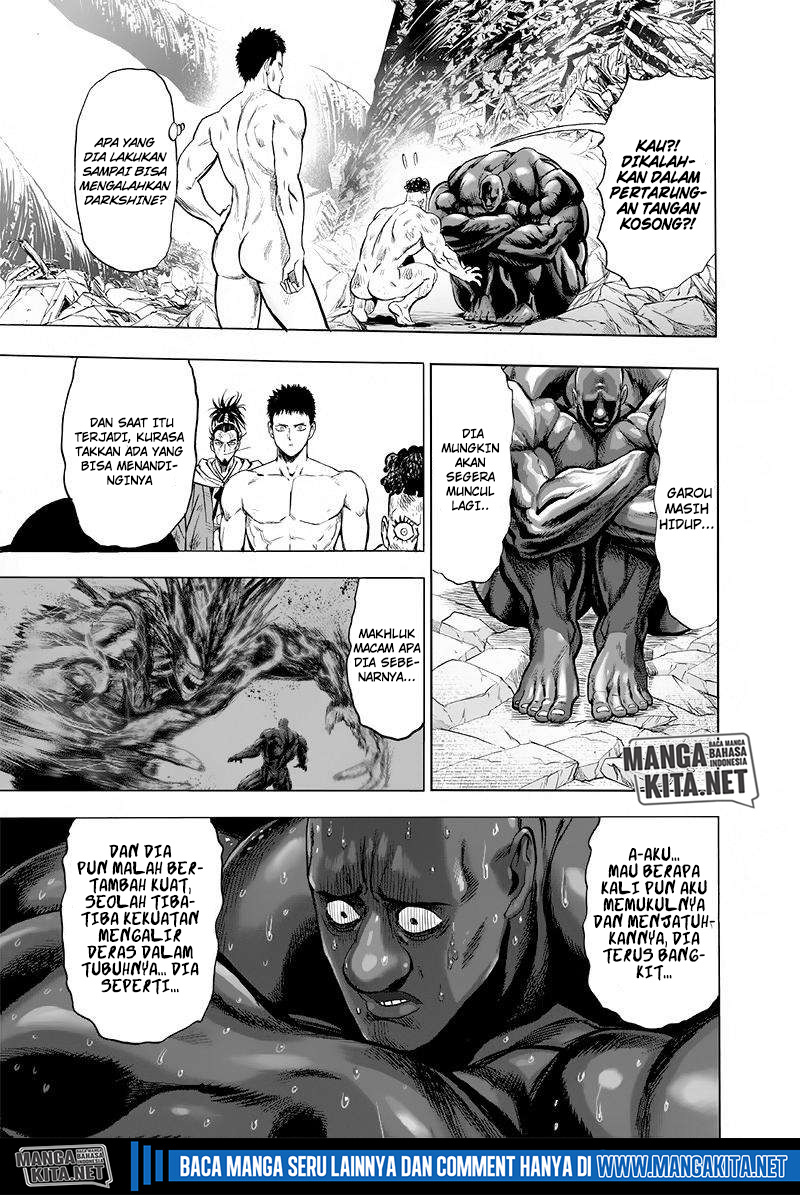 KAU?!
DIKALAH-
KAN DALAM
PERTARUNG-
AN TANGAN
KOSONG?!
APA YANG
DIA LAKUKAN
SAMPAI BISA
MENGALAHKAN
DARKSHINE?
GAROU
MASIH
HIDUP...
DIA
MUNGKIN
AKAN
SEGERA
MUNCUL
LAGI..
DAN SAAT ITU
TERJADI, KURASA
TAKKAN ADA YANG
BISA MENANDI-
NGINYA
MAKHLUK
MACAM APA
DIA SEBE-
NARNYA...
MANGA
KITA.NET
BACA MANGA
BAHASA
INDONESIA
A-AKU...
MAU BERAPA
KALI PUN AKU
MEMUKULNYA
DAN MENJATUH-
KANNYA, DIA
TERUS BANG-
KIT...
DAN DIA
PUN MALAH BER-
TAMBAH KUAT,
SEOLAH TIBA-
TIBA KEKUATAN
MENGALIR
DERAS DALAM
TUBUHNYA... DIA
SEPERTI...
MANGA
KITA.NET
BACA MANGA
BAHASA
INDONESIA
BACA MANGA SERU LAINNYA DAN COMMENT HANYA DI WWW.MANGAKITA.NET